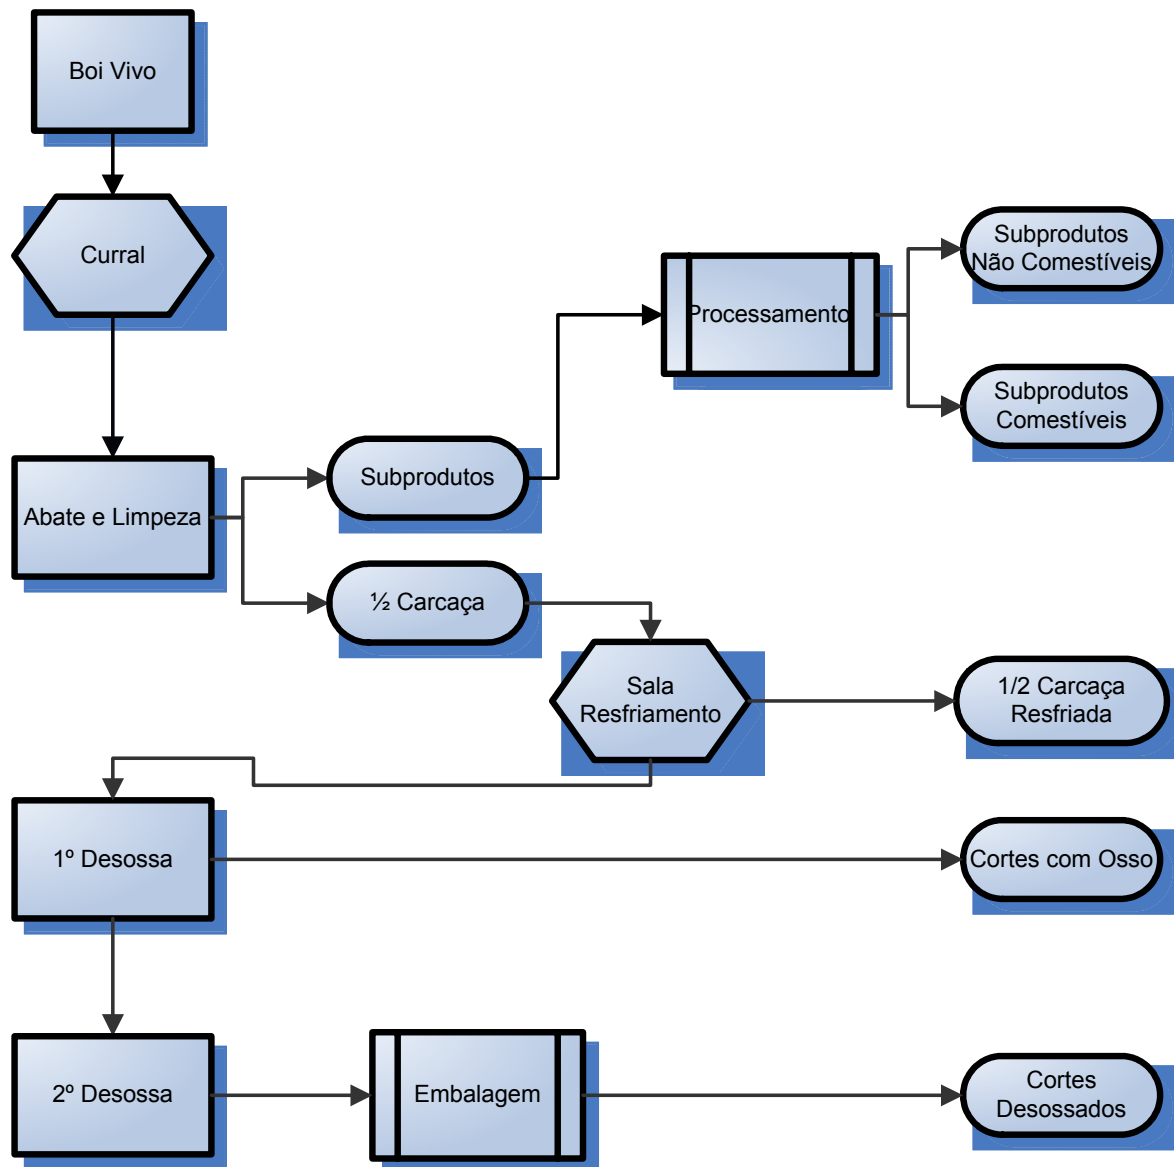 Boi Vivo
Curral
Subprodutos
Não Comestíveis
Processamento
Subprodutos
Comestíveis
Subprodutos
Abate e Limpeza
½ Carcaça
Sala
Resfriamento
1/2 Carcaça
Resfriada
1º Desossa
Cortes com Osso
2º Desossa
Embalagem
Cortes
Desossados